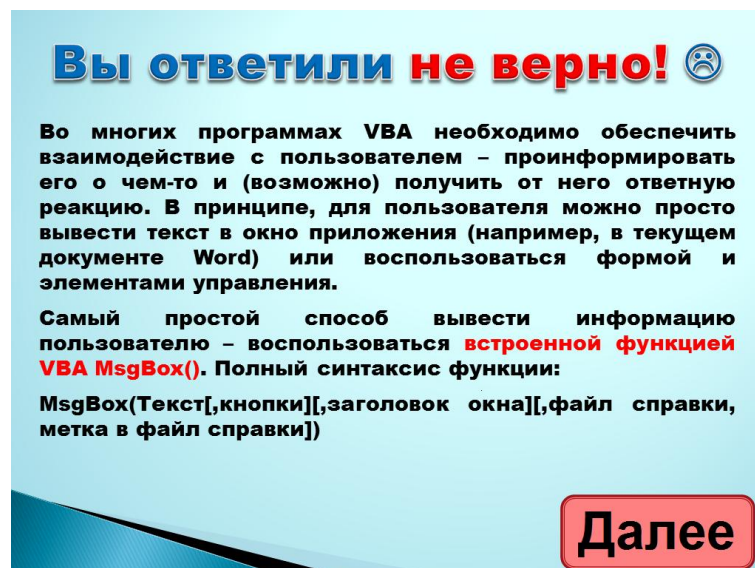 Вы ответили не верно! ☹
Во многих программах VBA необходимо обеспечить
взаимодействие с пользователем – проинформировать
его о чем-то и (возможно) получить от него ответную
реакцию. В принципе, для пользователя можно просто
вывести текст в окно приложения (например, в текущем
документе Word) или воспользоваться формой и
элементами управления.
Самый простой способ вывести информацию
пользователю – воспользоваться встроенной функцией
VBA MsgBox(). Полный синтаксис функции:
MsgBox(Текст[,кнопки][,заголовок окна][,файл справки,
метка в файл справки])
Далее